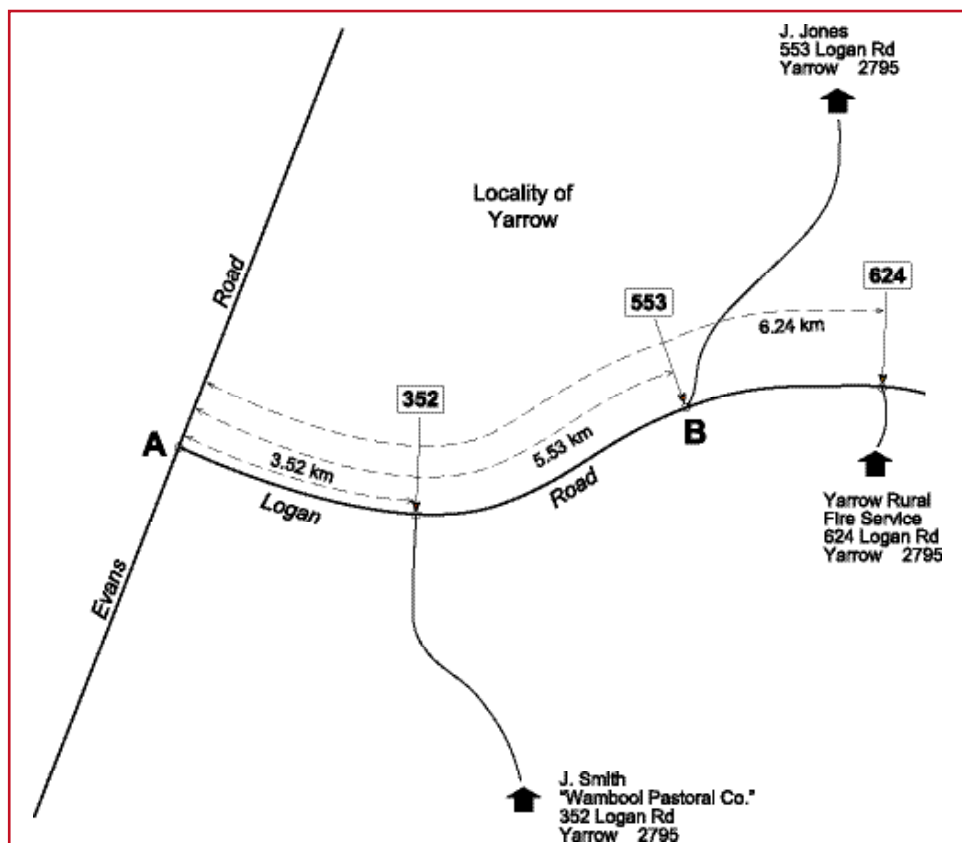 J. Jones
553 Logan Rd
Yarrow 2795
Locality of
Yarrow
Road
624
553
6.24 km
352
A
B
5.53 km
3.52 km
Logan
Road
Evans
Yarrow Rural
Fire Service
624 Logan Rd
Yarrow 2795
J. Smith
"Wambool Pastoral Co."
352 Logan Rd
Yarrow 2795